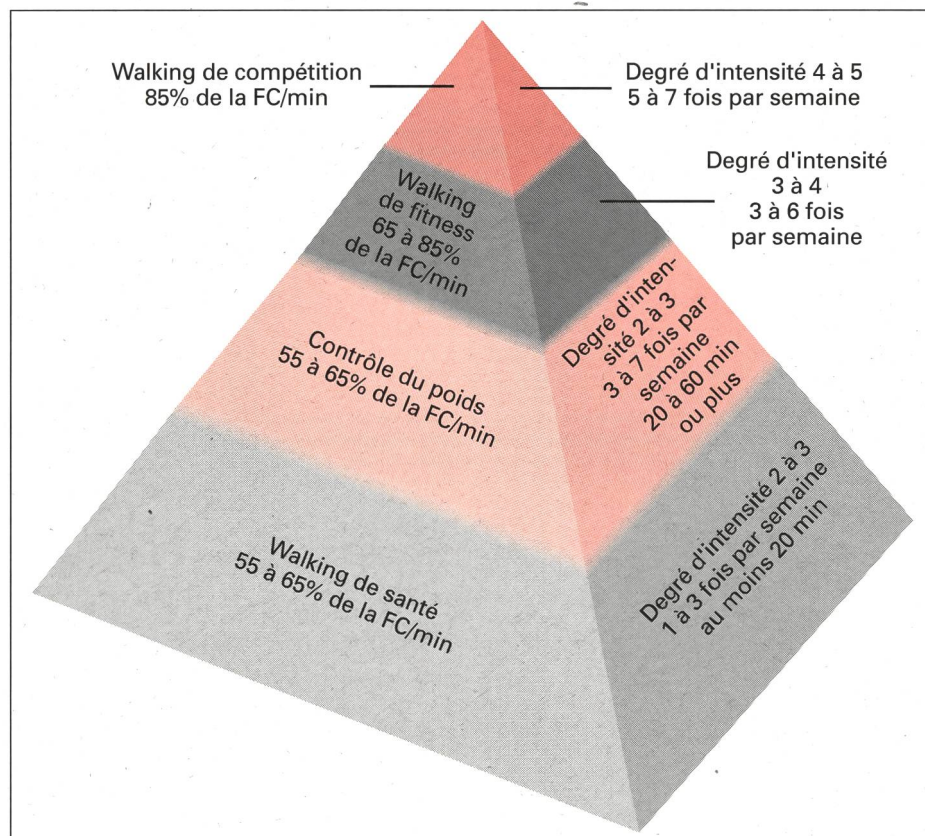 Walking de compétition
85% de la FC/min
Degré d'intensité 4 à 5
5 à 7 fois par semaine
Degré d'intensité
3 à 4
3 à 6 fois
par semaine
Walking
de fitness
65 à 85%
de la FC/min
Degré d'inten-
sité 2 à 3
3 à 7 fois par
semaine
20 à 60 min
ou plus
Contrôle du poids
55 à 65% de la FC/min
Walking de santé
55 à 65% de la FC/min
Degré d'intensité 2 à 3
1 à 3 fois par semaine
au moins 20 min